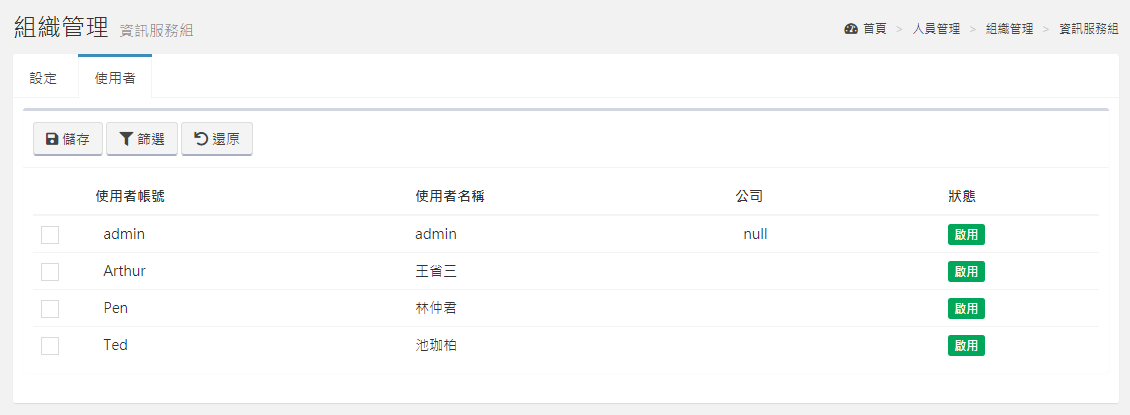 組織管理 資訊服務組
首頁 > 人員管理 > 組織管理 > 資訊服務組
設定 使用者
儲存 篩選 還原
使用者帳號 使用者名稱 公司 狀態
admin admin null 啟用
Arthur 王省三 啟用
Pen 林仲君 啟用
Ted 池珈柏 啟用